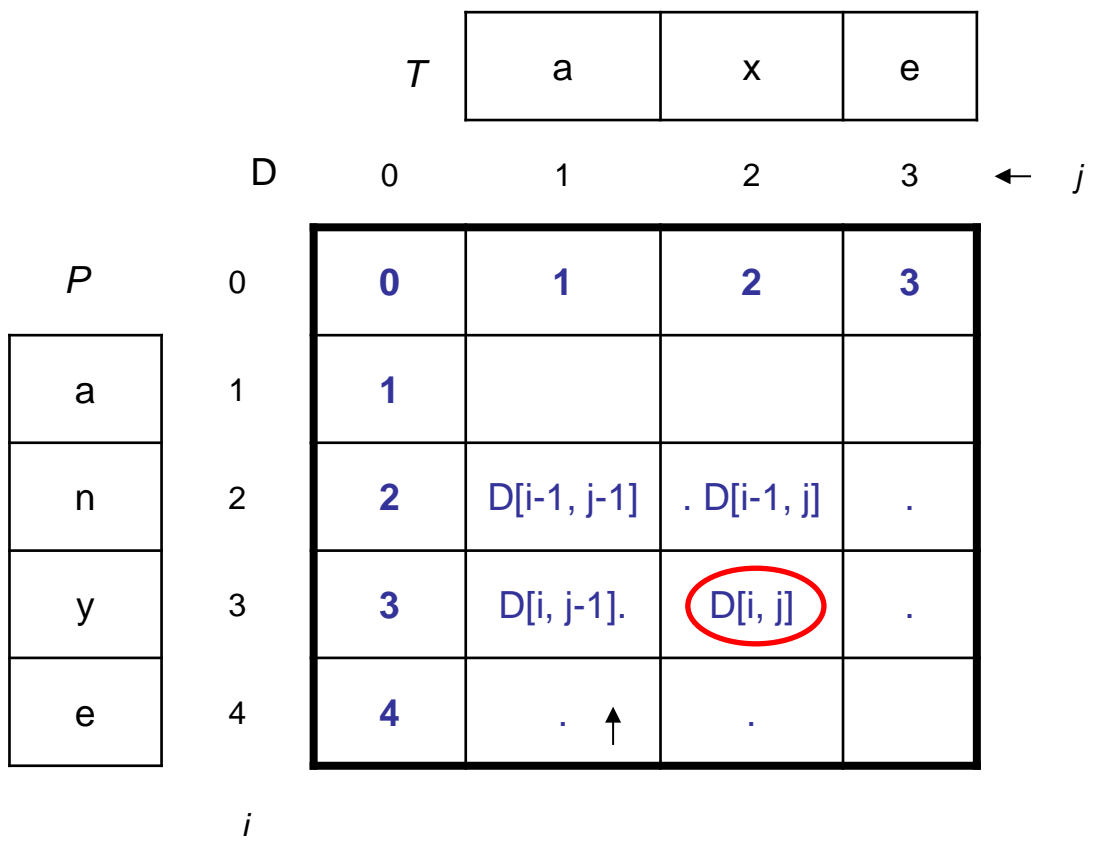 T a x e
D 0 1 2 3 ← j
P 0 0 1 2 3
a 1 1
n 2 2 D[i-1, j-1] . D[i-1, j] .
y 3 3 D[i, j-1]. D[i, j] .
e 4 4 . ↑ .
i